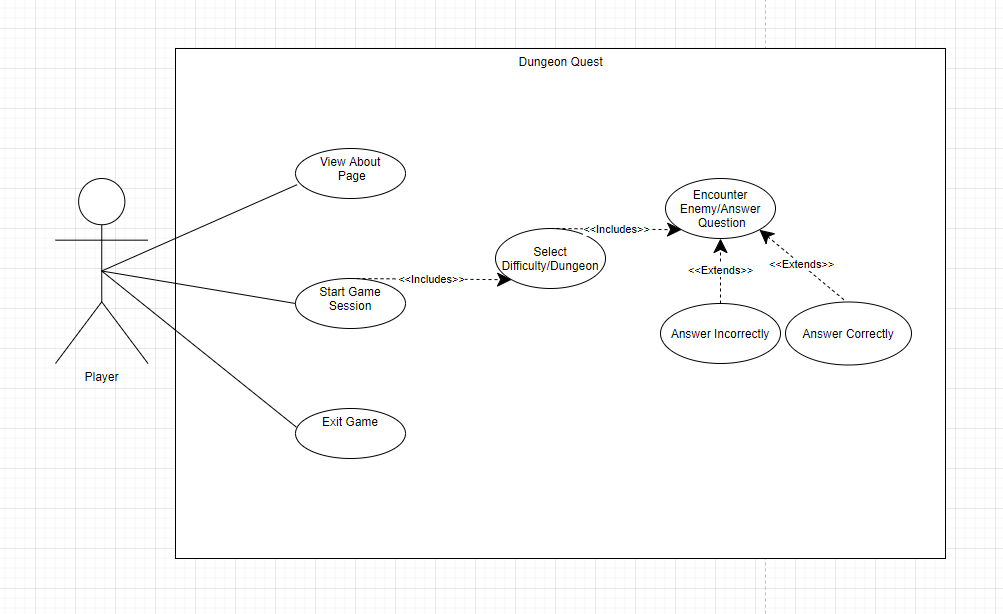 Dungeon Quest
View About
Page
Encounter
Enemy/Answer
Question
<<Includes>>
Select
Difficulty/Dungeon
<<Extends>>
<<Extends>>
<<Includes>>
Start Game
Session
Answer Incorrectly
Answer Correctly
Player
Exit Game